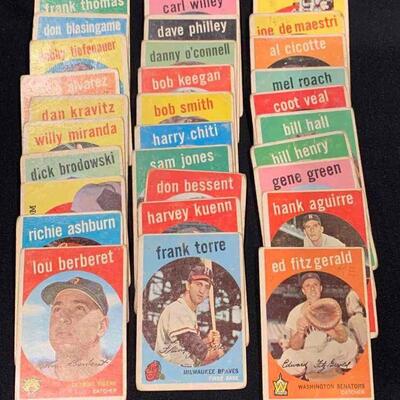 frank thomas
don blasingame
alvarez
dan kravitz
willy miranda
dick brodowski
richie ashburn
lou berberet
DETROIT TIGERS
CATCHER
carl willey
dave philley
danny o'connell
bob keegan
bob smith
harry chiti
sam jones
don bessent
harvey kuenn
frank torre
MILWAUKEE BRAVES
FIRST BASE
joe de maestri
al cicotte
mel roach
coot veal
bill hall
bill henry
gene green
hank aguirre
ed fitz gerald
WASHINGTON SENATORS
CATCHER